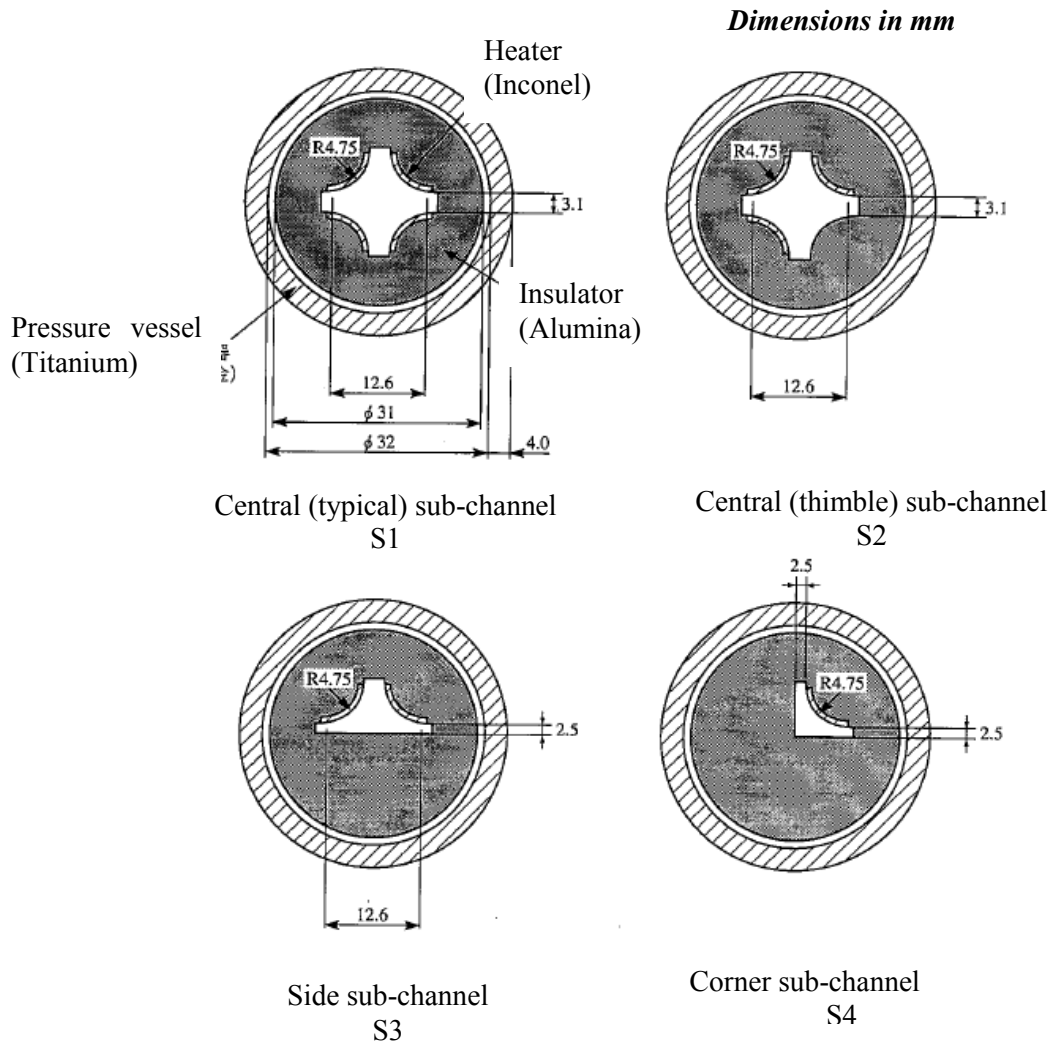 Dimensions in mm
Heater
(Inconel)
R4.75
3.1
R4.75
3.1
Insulator
(Alumina)
Pressure vessel
(Titanium)
12.6
φ 31
φ 32
4.0
12.6
Central (typical) sub-channel
S1
Central (thimble) sub-channel
S2
R4.75
2.5
12.6
2.5
R4.75
2.5
Side sub-channel
S3
Corner sub-channel
S4